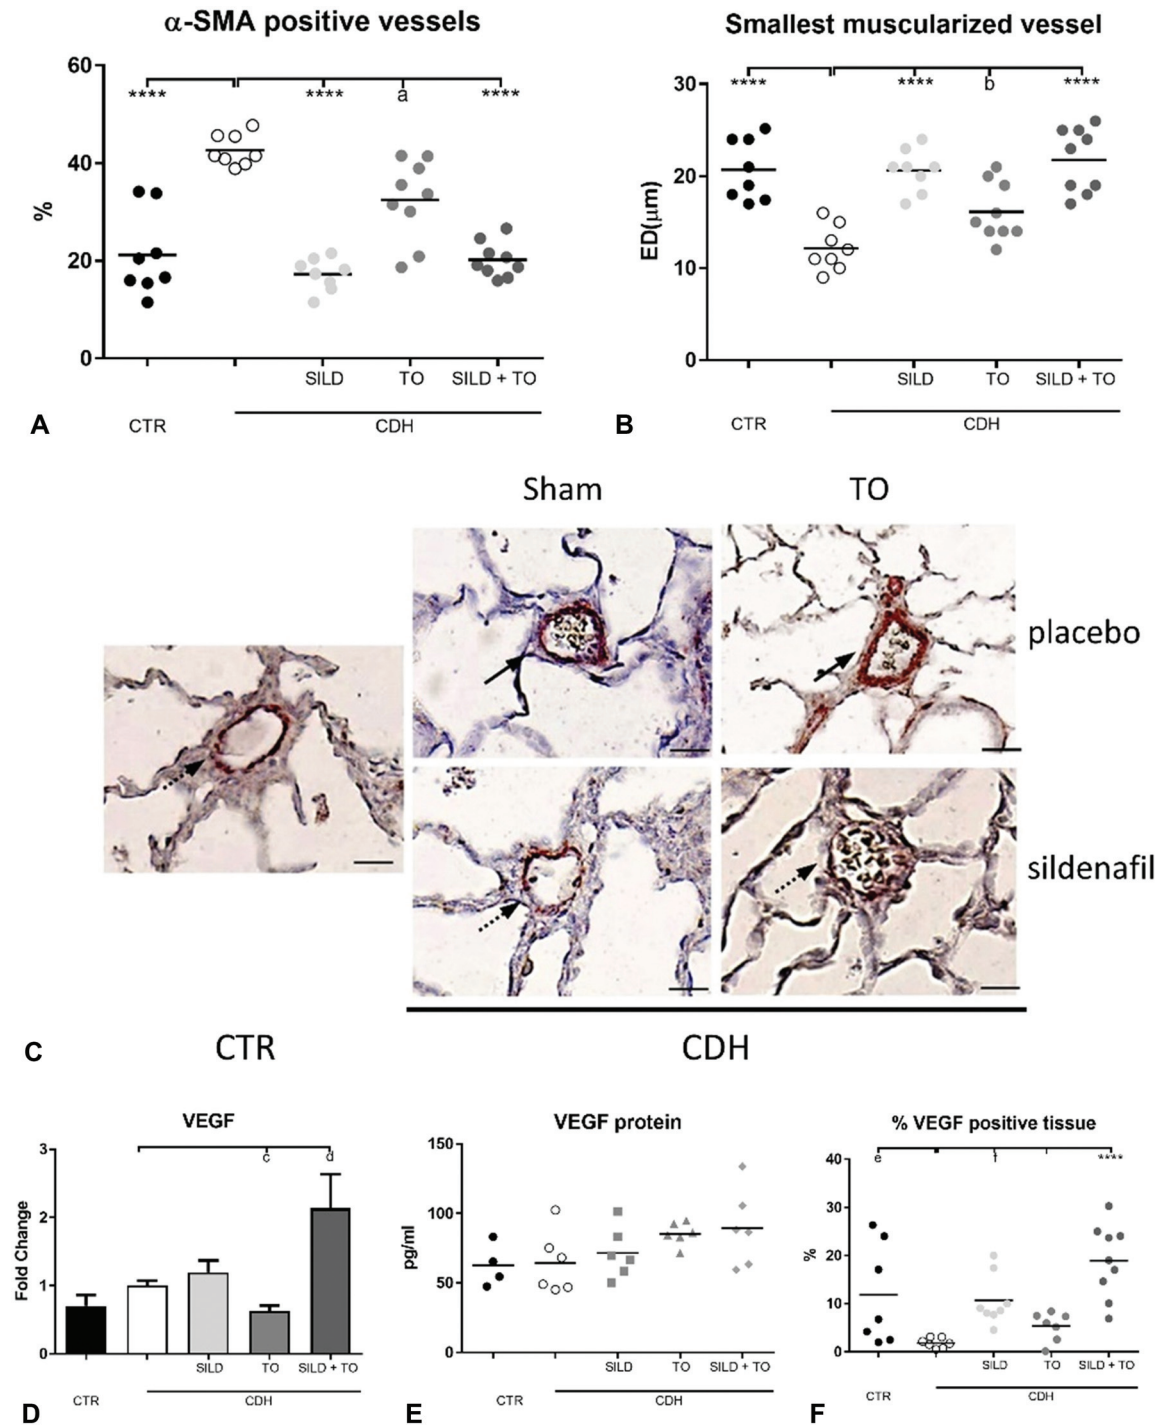 α-SMA positive vessels
60
40
20
0
%
**** **** a ****
SILD TO SILD + TO
CTR CDH
A
Smallest muscularized vessel
30
20
10
0
ED(μm)
**** **** b ****
SILD TO SILD + TO
CTR CDH
B
Sham TO
placebo
sildenafil
C CTR CDH
VEGF
3
2
1
0
Fold Change
c d
SILD TO SILD + TO
CTR CDH
D
VEGF protein
150
100
50
0
pg/ml
SILD TO SILD + TO
CTR CDH
E
% VEGF positive tissue
40
30
20
10
0
%
e f ****
SILD TO SILD + TO
CTR CDH
F